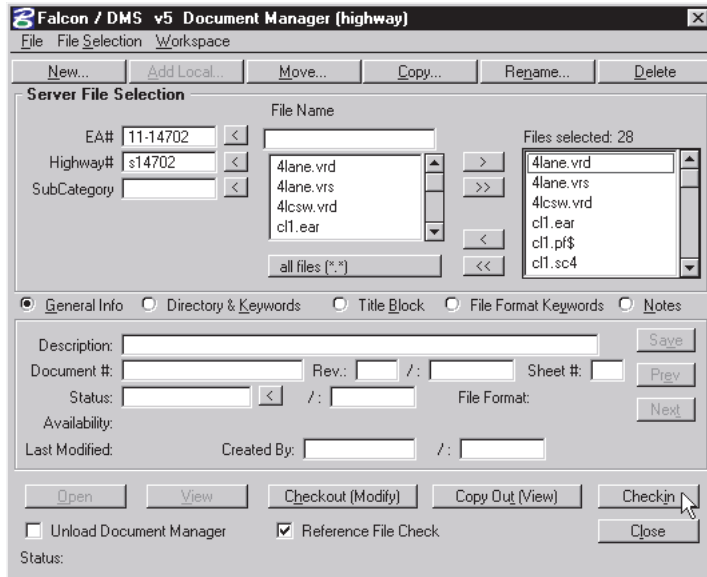 Falcon / DMS v5 Document Manager (highway)
File File Selection Workspace
New... Add Local... Move... Copy... Rename... Delete
Server File Selection
File Name
EA# 11-14702 < Files selected: 28
Highway# s14702 <
SubCategory <
4lane.vrd
4lane.vrs
4lcsw.vrd
cl1.ear
all files (*.*)
>
>>
<
<<
4lane.vrd
4lane.vrs
4lcsw.vrd
cl1.ear
cl1.pf$
cl1.sc4
General Info Directory & Keywords Title Block File Format Keywords Notes
Description: Save
Document #: Rev.: / : Sheet #: Prev
Status: < / : File Format: Next
Availability:
Last Modified: Created By: / :
Open View Checkout (Modify) Copy Out (View) Checkin
Unload Document Manager Reference File Check Close
Status: